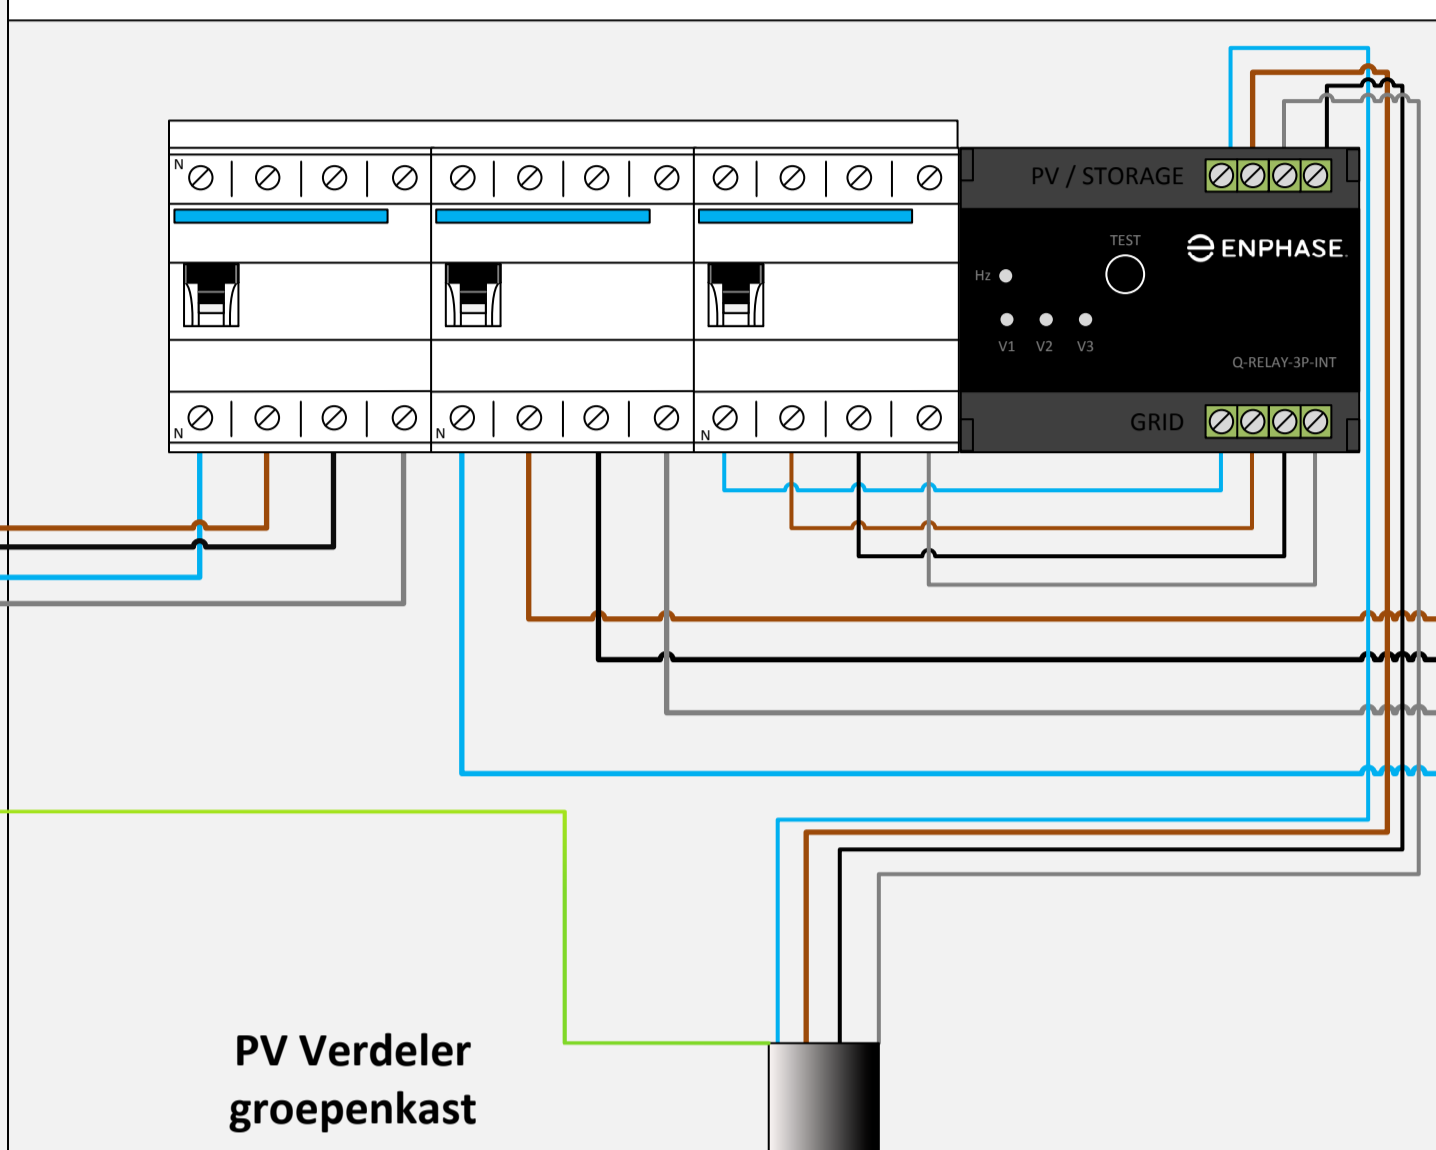 N
PV / STORAGE
TEST
ENPHASE.
Hz
V1 V2 V3
Q-RELAY-3P-INT
GRID
N N N
PV Verdeler
groepenkast